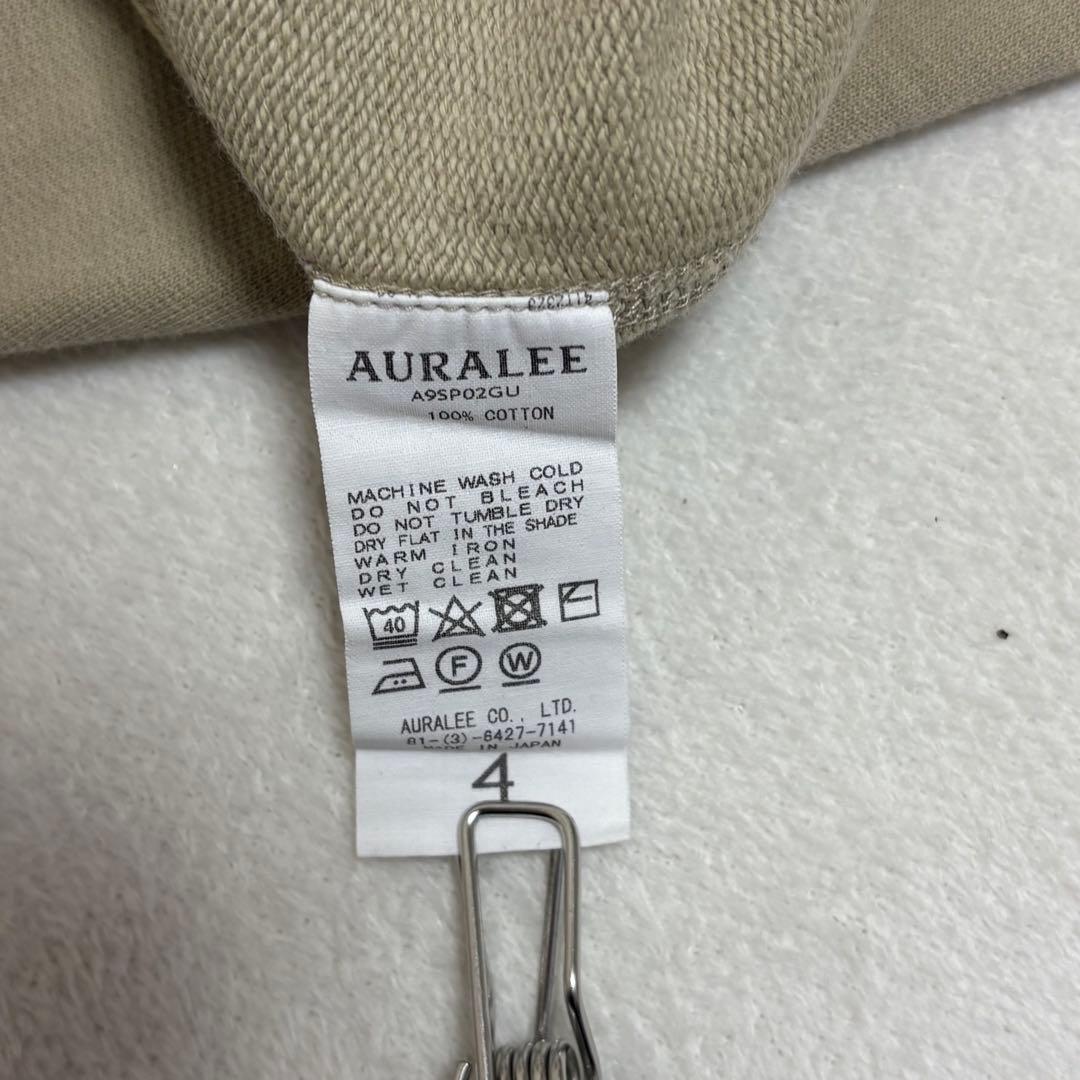 AURALEE
A9SP02GU
100% COTTON
MACHINE WASH COLD
DO NOT BLEACH
DO NOT TUMBLE DRY
DRY FLAT IN THE SHADE
WARM IRON
DRY CLEAN
WET CLEAN
40
F W
AURALEE CO., LTD.
81-(3)-6427-7141
MADE IN JAPAN
4